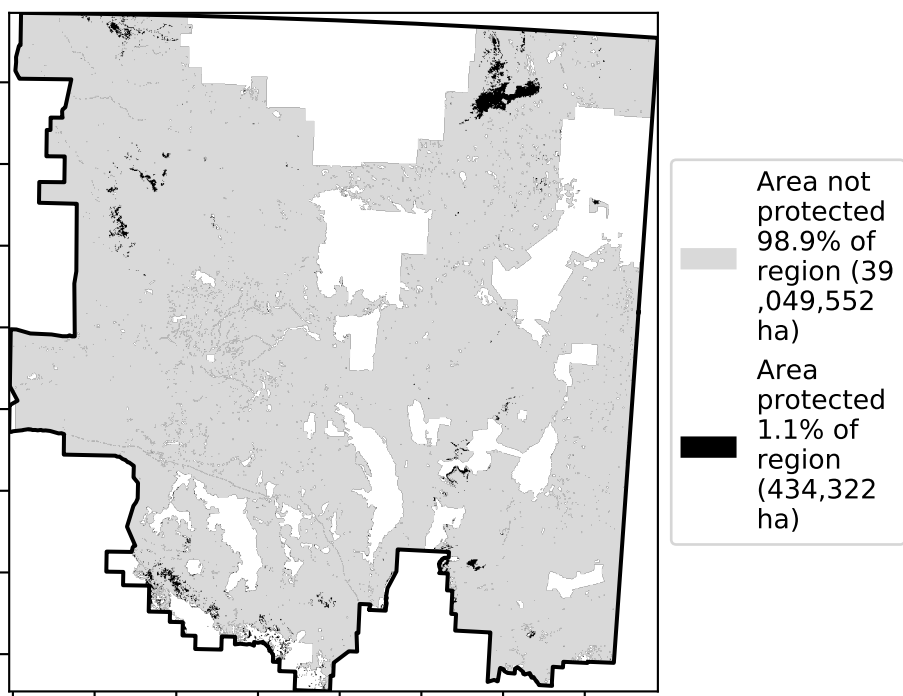 Area not
protected
98.9% of
region (39
,049,552
ha)
Area
protected
1.1% of
region
(434,322
ha)